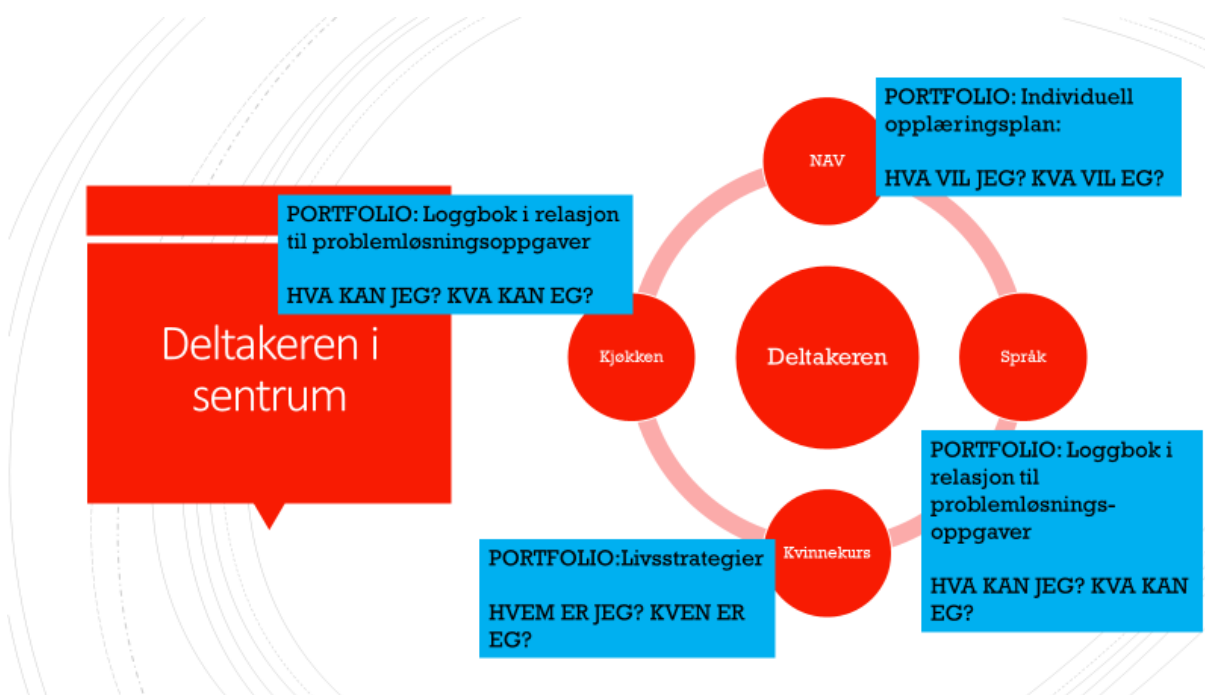 Deltakeren i
sentrum
PORTFOLIO: Loggbok i relasjon
til problemløsningsoppgaver
HVA KAN JEG? KVA KAN EG?
NAV
PORTFOLIO: Individuell
opplæringsplan:
HVA VIL JEG? KVA VIL EG?
Kjøkken
Deltakeren
Språk
Kvinnekurs
PORTFOLIO:Livsstrategier
HVEM ER JEG? KVEN ER
EG?
PORTFOLIO: Loggbok i
relasjon til
problemløsnings-
oppgaver
HVA KAN JEG? KVA KAN
EG?